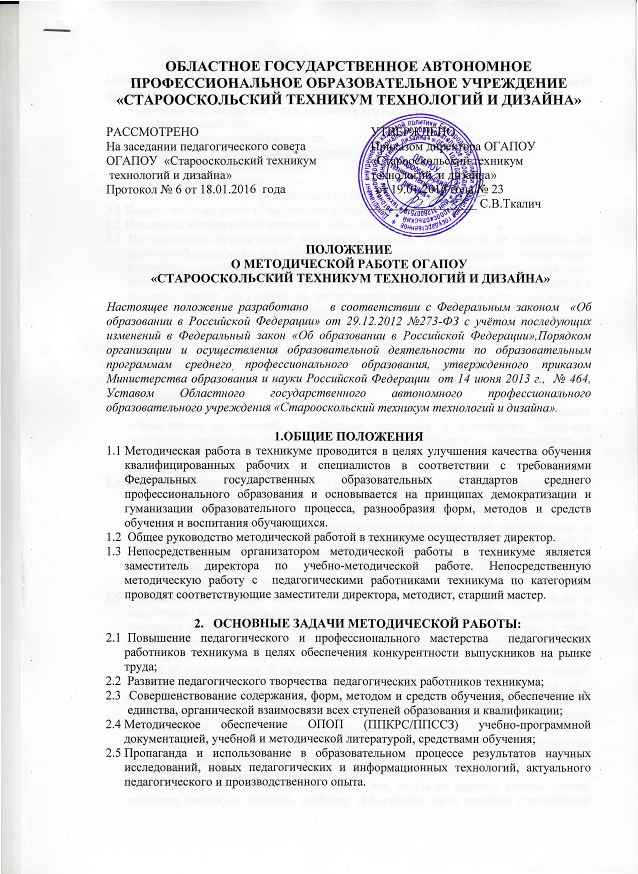 ОБЛАСТНОЕ ГОСУДАРСТВЕННОЕ АВТОНОМНОЕ
ПРОФЕССИОНАЛЬНОЕ ОБРАЗОВАТЕЛЬНОЕ УЧРЕЖДЕНИЕ
«СТАРООСКОЛЬСКИЙ ТЕХНИКУМ ТЕХНОЛОГИЙ И ДИЗАЙНА»
РАССМОТРЕНО
На заседании педагогического совета
ОГАПОУ «Старооскольский техникум
технологий и дизайна»
Протокол № 6 от 18.01.2016 года
УТВЕРЖДЕНО
Приказом директора ОГАПОУ
«Старооскольский техникум
технологий и дизайна»
№ 23
С.В.Ткалич
ПОЛОЖЕНИЕ
О МЕТОДИЧЕСКОЙ РАБОТЕ ОГАПОУ
«СТАРООСКОЛЬСКИЙ ТЕХНИКУМ ТЕХНОЛОГИЙ И ДИЗАЙНА»
Настоящее положение разработано в соответствии с Федеральным законом «Об
образовании в Российской Федерации» от 29.12.2012 №273-ФЗ с учётом последующих
изменений в Федеральный закон «Об образовании в Российской Федерации»,Порядком
организации и осуществления образовательной деятельности по образовательным
программам среднего профессионального образования, утвержденного приказом
Министерства образования и науки Российской Федерации от 14 июня 2013 г., № 464,
Уставом Областного государственного автономного профессионального
образовательного учреждения «Старооскольский техникум технологий и дизайна».
1.ОБЩИЕ ПОЛОЖЕНИЯ
1.1 Методическая работа в техникуме проводится в целях улучшения качества обучения
квалифицированных рабочих и специалистов в соответствии с требованиями
Федеральных государственных образовательных стандартов среднего
профессионального образования и основывается на принципах демократизации и
гуманизации образовательного процесса, разнообразия форм, методов и средств
обучения и воспитания обучающихся.
1.2 Общее руководство методической работой в техникуме осуществляет директор.
1.3 Непосредственным организатором методической работы в техникуме является
заместитель директора по учебно-методической работе. Непосредственную
методическую работу с педагогическими работниками техникума по категориям
проводят соответствующие заместители директора, методист, старший мастер.
2. ОСНОВНЫЕ ЗАДАЧИ МЕТОДИЧЕСКОЙ РАБОТЫ:
2.1 Повышение педагогического и профессионального мастерства педагогических
работников техникума в целях обеспечения конкурентности выпускников на рынке
труда;
2.2 Развитие педагогического творчества педагогических работников техникума;
2.3 Совершенствование содержания, форм, методом и средств обучения, обеспечение их
единства, органической взаимосвязи всех ступеней образования и квалификации;
2.4 Методическое обеспечение ОПОП (ППКРС/ППССЗ) учебно-программной
документацией, учебной и методической литературой, средствами обучения;
2.5 Пропаганда и использование в образовательном процессе результатов научных
исследований, новых педагогических и информационных технологий, актуального
педагогического и производственного опыта.